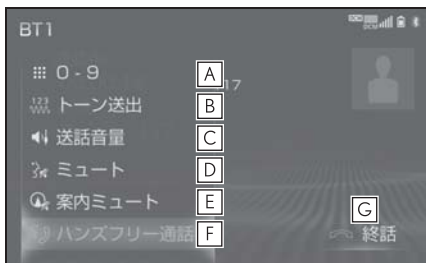 BT1
DCM
0-9 A
17
トーン送出 B
送話音量 C
ミュート D
案内ミュート E
ハンズフリー通話 F
G
終話